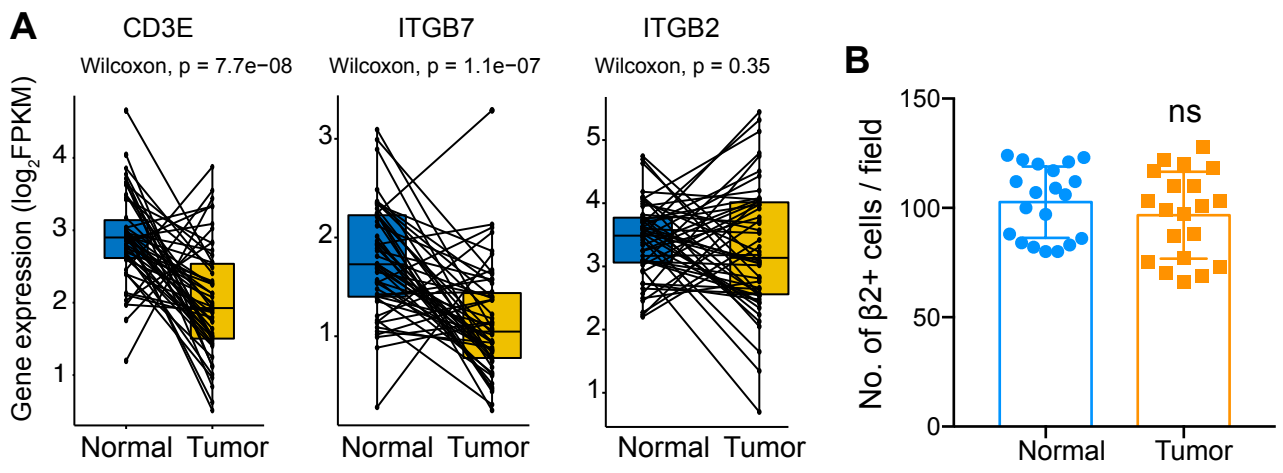 A
CD3E
ITGB7
ITGB2
Wilcoxon, p = 7.7e−08
Wilcoxon, p = 1.1e−07
Wilcoxon, p = 0.35
Gene expression (log₂FPKM)
4
3
2
1
Normal
Tumor
3
2
1
Normal
Tumor
5
4
3
2
1
Normal
Tumor
B
ns
No. of β2+ cells / field
150
100
50
0
Normal
Tumor